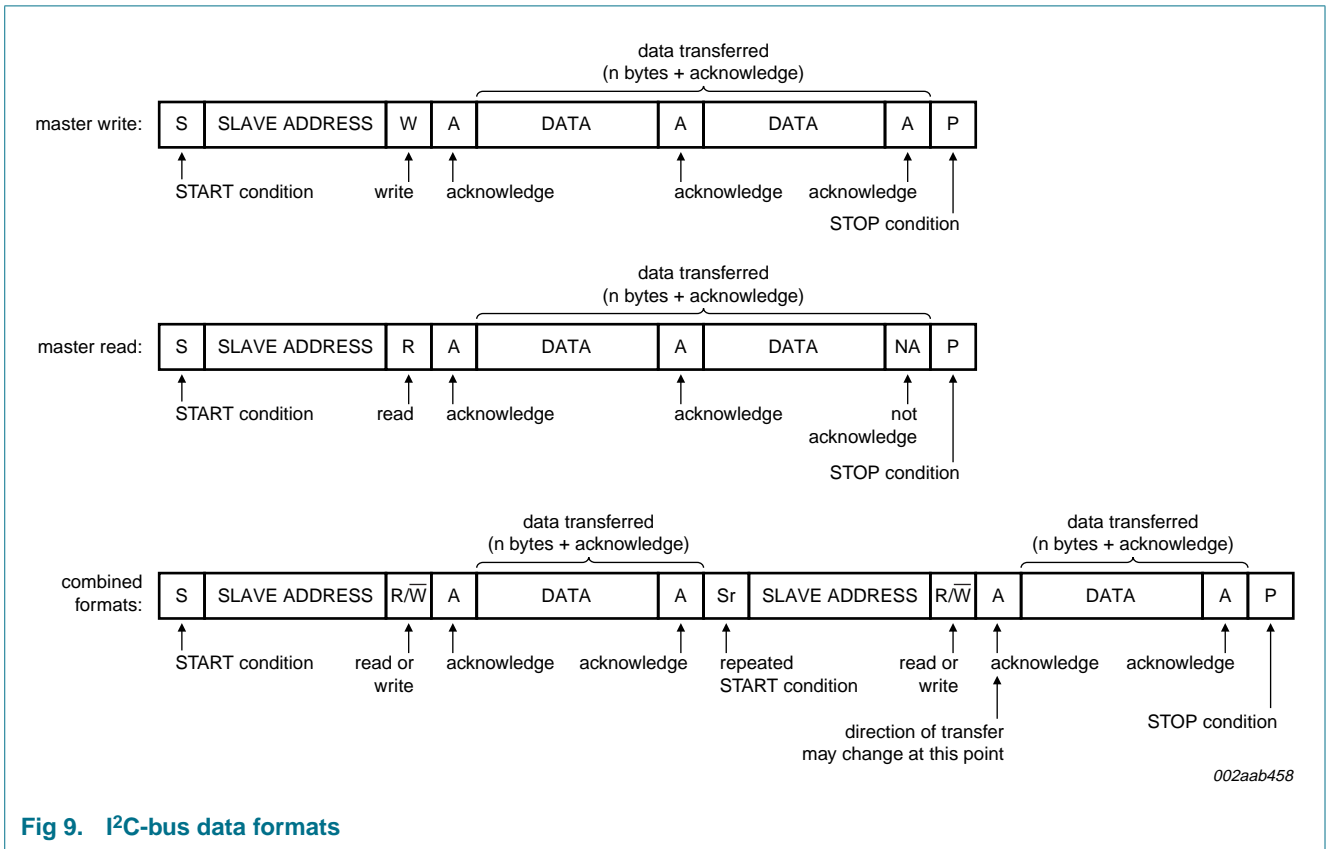 data transferred
(n bytes + acknowledge)
master write: S SLAVE ADDRESS W A DATA A DATA A P
START condition write acknowledge acknowledge acknowledge
STOP condition
data transferred
(n bytes + acknowledge)
master read: S SLAVE ADDRESS R A DATA A DATA NA P
START condition read acknowledge acknowledge not
acknowledge
STOP condition
data transferred
(n bytes + acknowledge)
data transferred
(n bytes + acknowledge)
combined
formats:
S SLAVE ADDRESS R/W̅ A DATA A Sr SLAVE ADDRESS R/W̅ A DATA A P
START condition
read or
write
acknowledge
acknowledge
repeated
START condition
read or
write
acknowledge
acknowledge
direction of transfer
may change at this point
STOP condition
002aab458
Fig 9. I²C-bus data formats